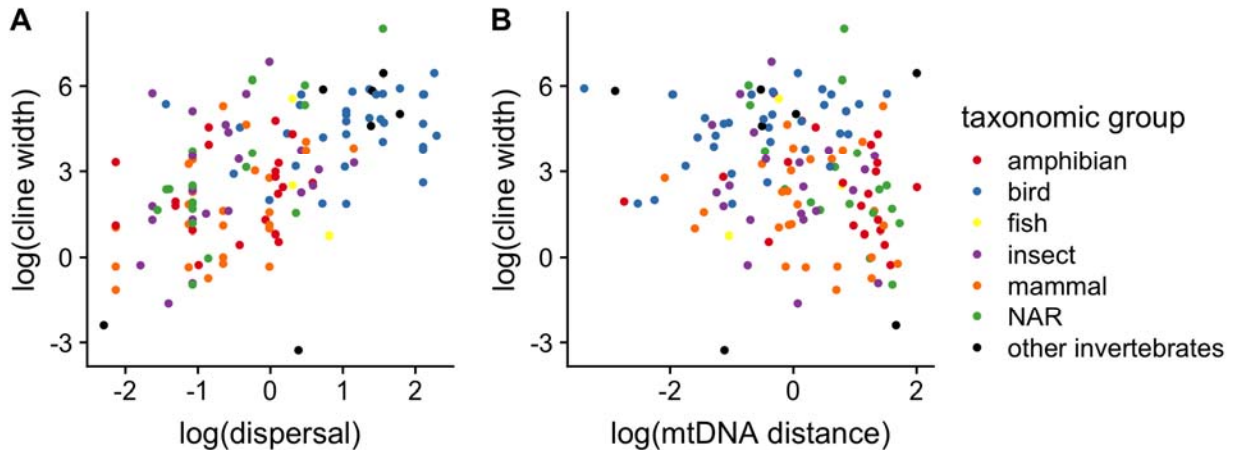 A
log(cline width)
6
3
0
-3
-2
-1
0
1
2
log(dispersal)
B
log(cline width)
6
3
0
-3
-2
0
2
log(mtDNA distance)
taxonomic group
amphibian
bird
fish
insect
mammal
NAR
other invertebrates